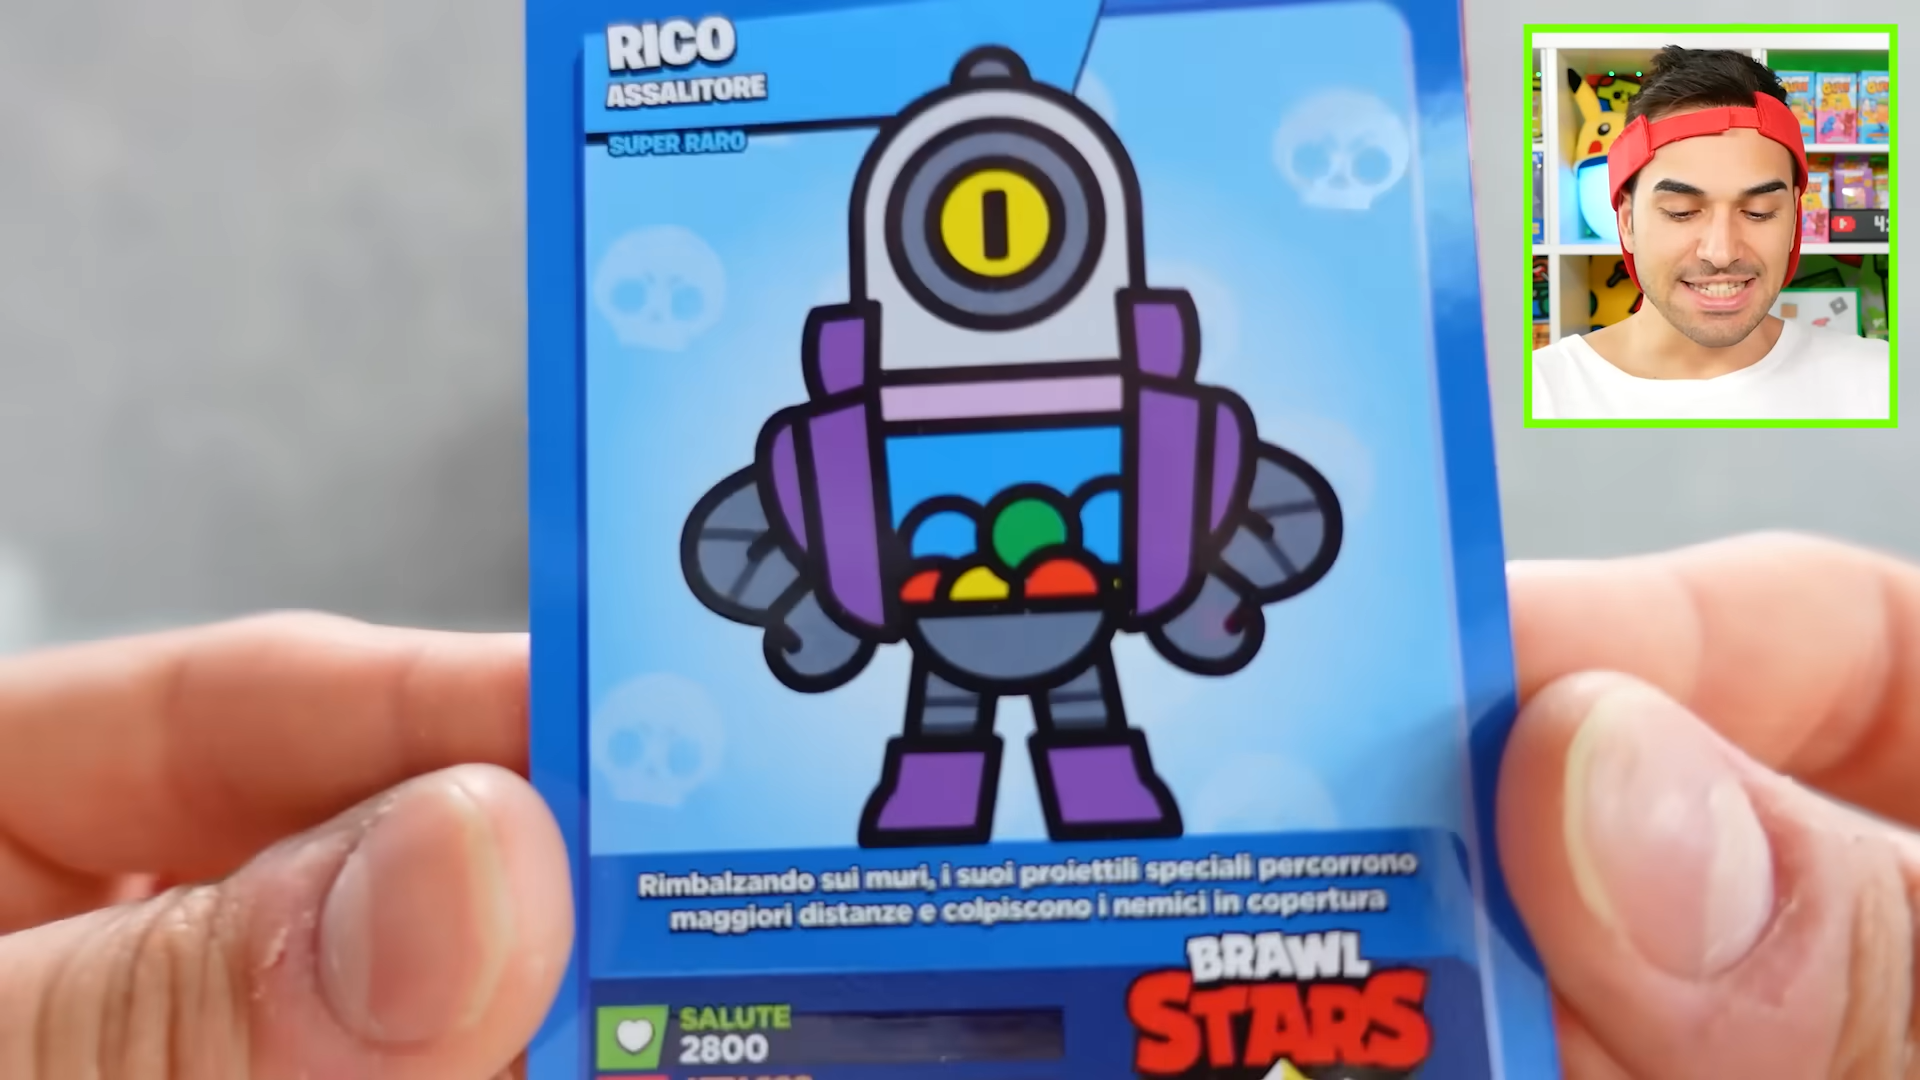 RICO
ASSALITORE
SUPER RARO
Rimbalzando sui muri, i suoi proiettili speciali percorrono
maggiori distanze e colpiscono i nemici in copertura
BRAWL
STARS
SALUTE
2800